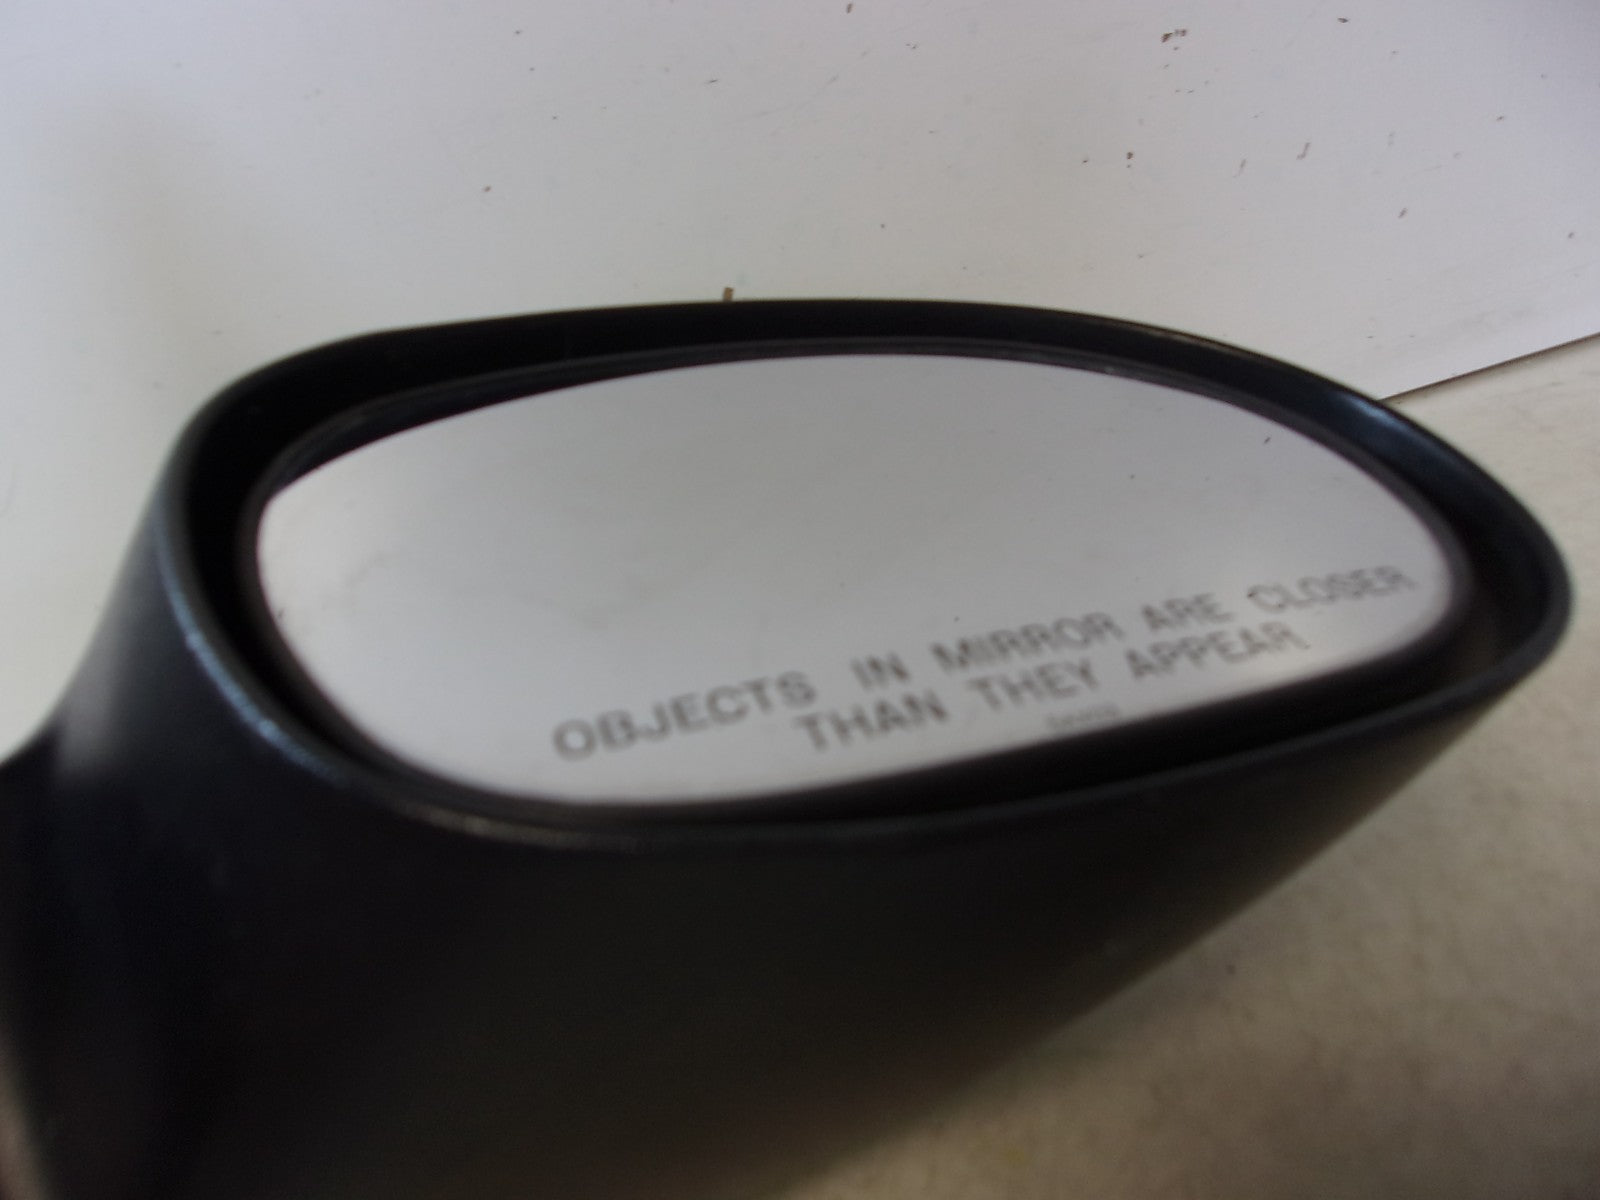 OBJECTS IN MIRROR ARE CLOSER
THAN THEY APPEAR